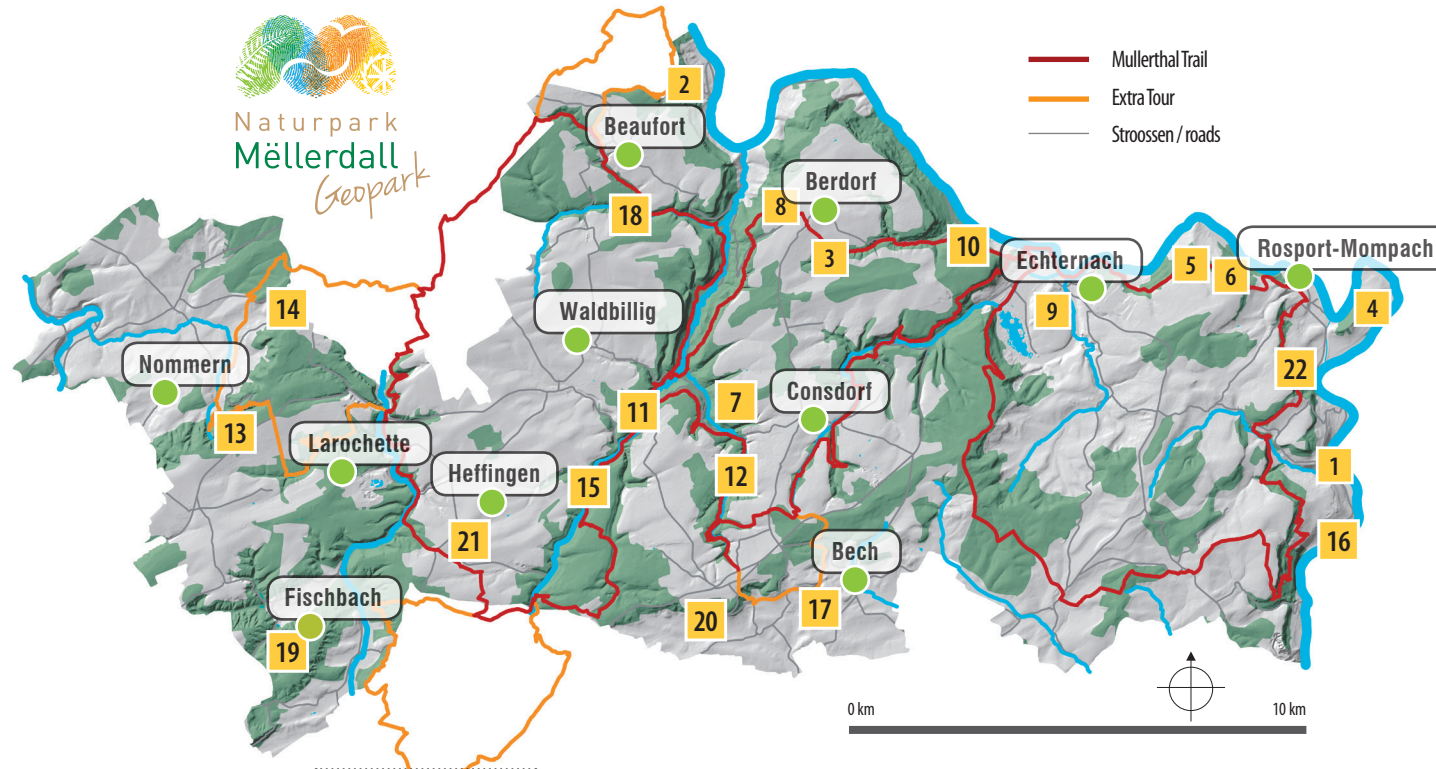 Naturpark
Mëllerdall
Geopark
Mullerthal Trail
Extra Tour
Stroossen / roads
2
Beaufort
Berdorf
8
18
3
10
Echternach
5
6
Rosport-Mompach
4
9
14
Waldbillig
Nommern
22
13
11
7
Consdorf
Larochette
Heffingen
12
15
1
21
16
Bech
Fischbach
17
20
19
0 km
10 km